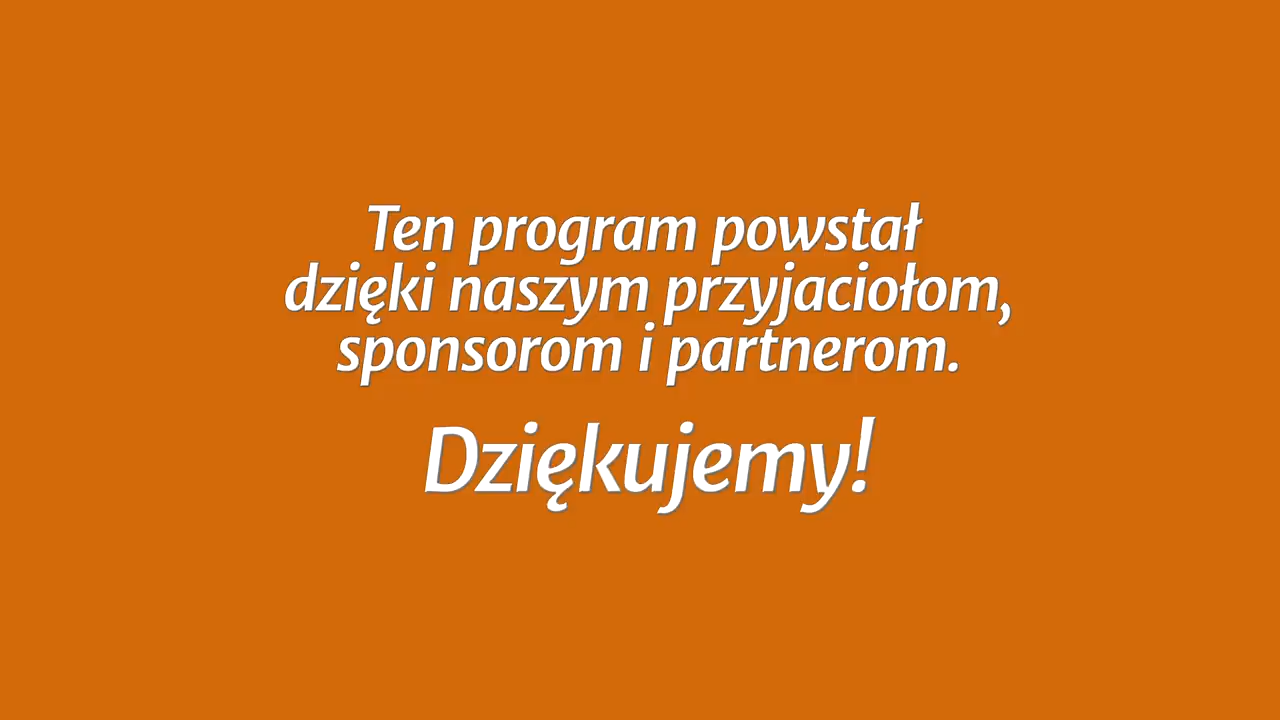 Ten program powstał
dzięki naszym przyjaciołom,
sponsorom i partnerom.
Dziękujemy!